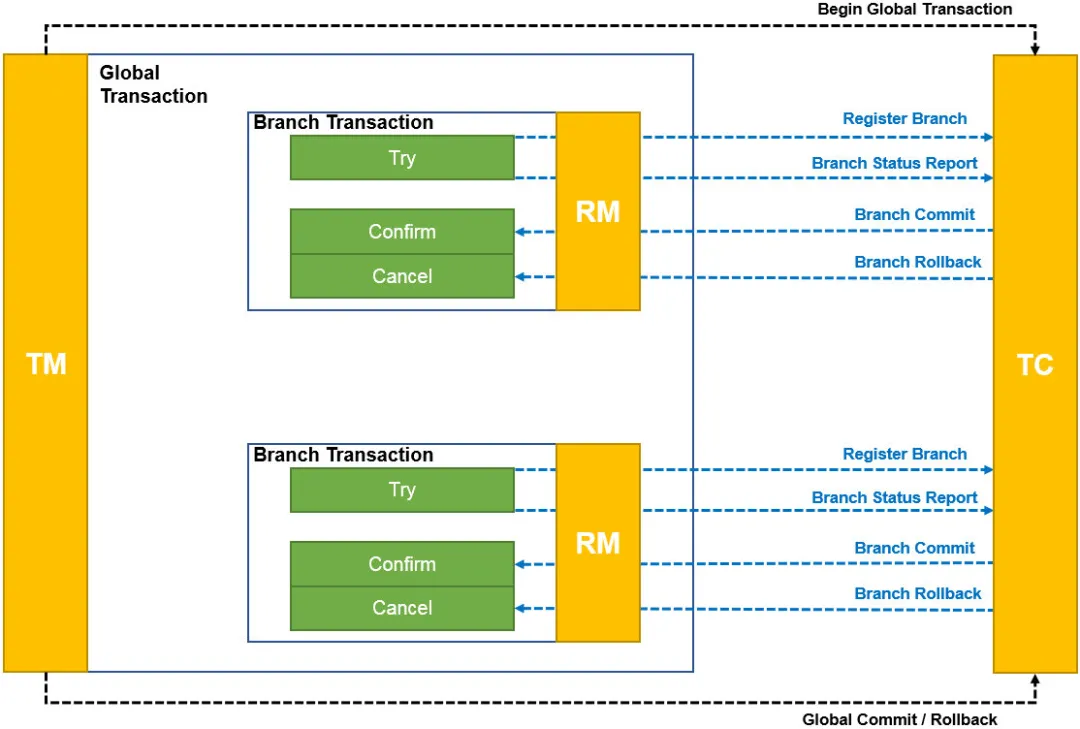 Begin Global Transaction
Global
Transaction
Branch Transaction
Try
Confirm
Cancel
RM
Register Branch
Branch Status Report
Branch Commit
Branch Rollback
TM
TC
Branch Transaction
Try
Confirm
Cancel
RM
Register Branch
Branch Status Report
Branch Commit
Branch Rollback
Global Commit / Rollback